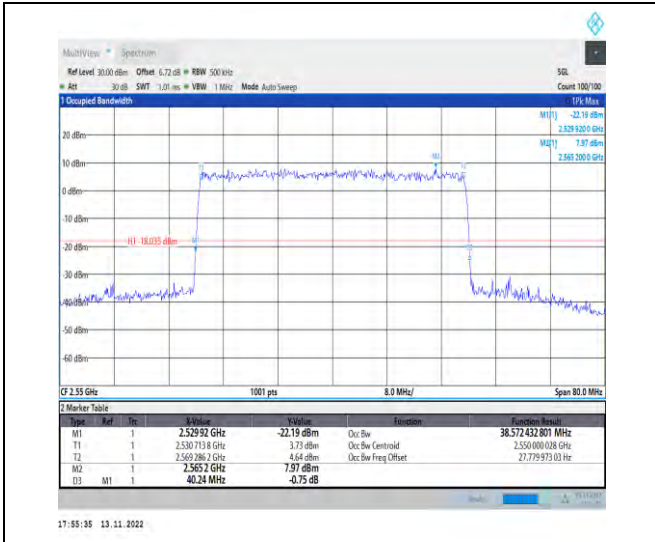 MultiView Spectrum
Ref Level 30.00 dBm Offset 6.72 dB RBW 500 kHz SGL
Att 30 dB SWT 1.01 ms VBW 1 MHz Mode Auto Sweep Count 100/100
1 Occupied Bandwidth 1Pk Max
M1[1] -22.19 dBm
2.529 920 0 GHz
M2[1] 7.97 dBm
2.565 200 0 GHz
20 dBm
M2
10 dBm
T1 T2
0 dBm
-10 dBm
H1 -18.035 dBm M1
-20 dBm
-30 dBm
-40 dBm
-50 dBm
-60 dBm
CF 2.55 GHz 1001 pts 8.0 MHz/ Span 80.0 MHz
2 Marker Table
Type Ref Trc X-Value Y-Value Function Function Result
M1 1 2.529 92 GHz -22.19 dBm Occ Bw 38.572 432 801 MHz
T1 1 2.530 713 8 GHz 3.73 dBm Occ Bw Centroid 2.550 000 028 GHz
T2 1 2.569 286 2 GHz 4.64 dBm Occ Bw Freq Offset 27.779 973 03 Hz
M2 1 2.565 2 GHz 7.97 dBm
D3 M1 1 40.24 MHz -0.75 dB
17:55:35 13.11.2022